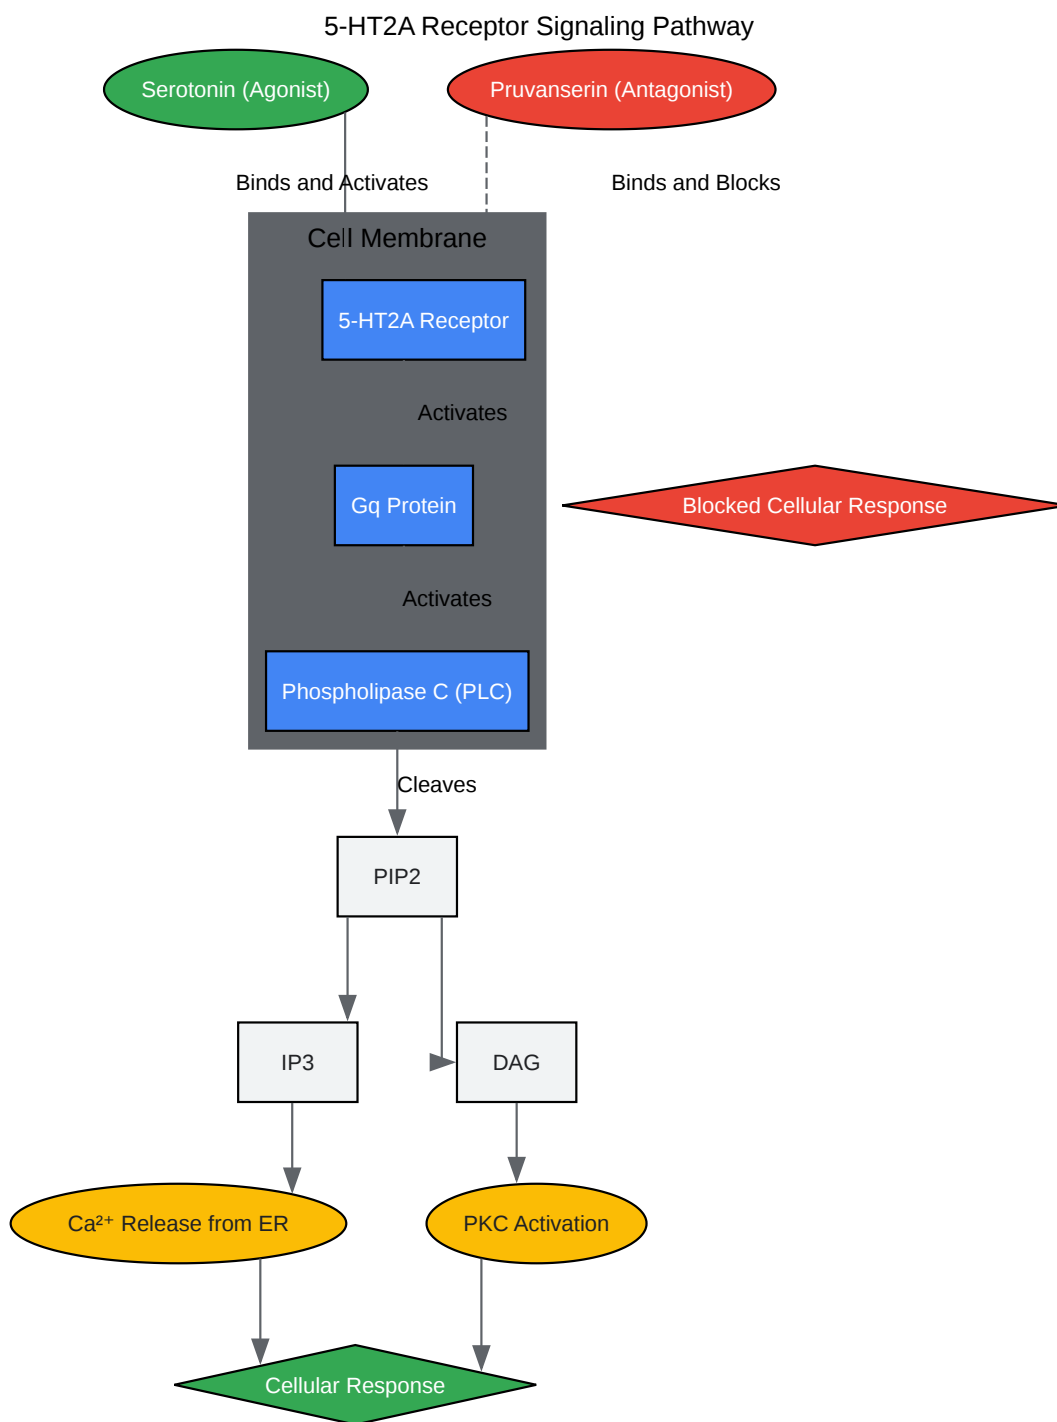 5-HT2A Receptor Signaling Pathway
Serotonin (Agonist)
Pruvanserin (Antagonist)
Binds and Activates
Binds and Blocks
Cell Membrane
5-HT2A Receptor
Activates
Gq Protein
Blocked Cellular Response
Activates
Phospholipase C (PLC)
Cleaves
PIP2
IP3
DAG
Ca²⁺ Release from ER
PKC Activation
Cellular Response